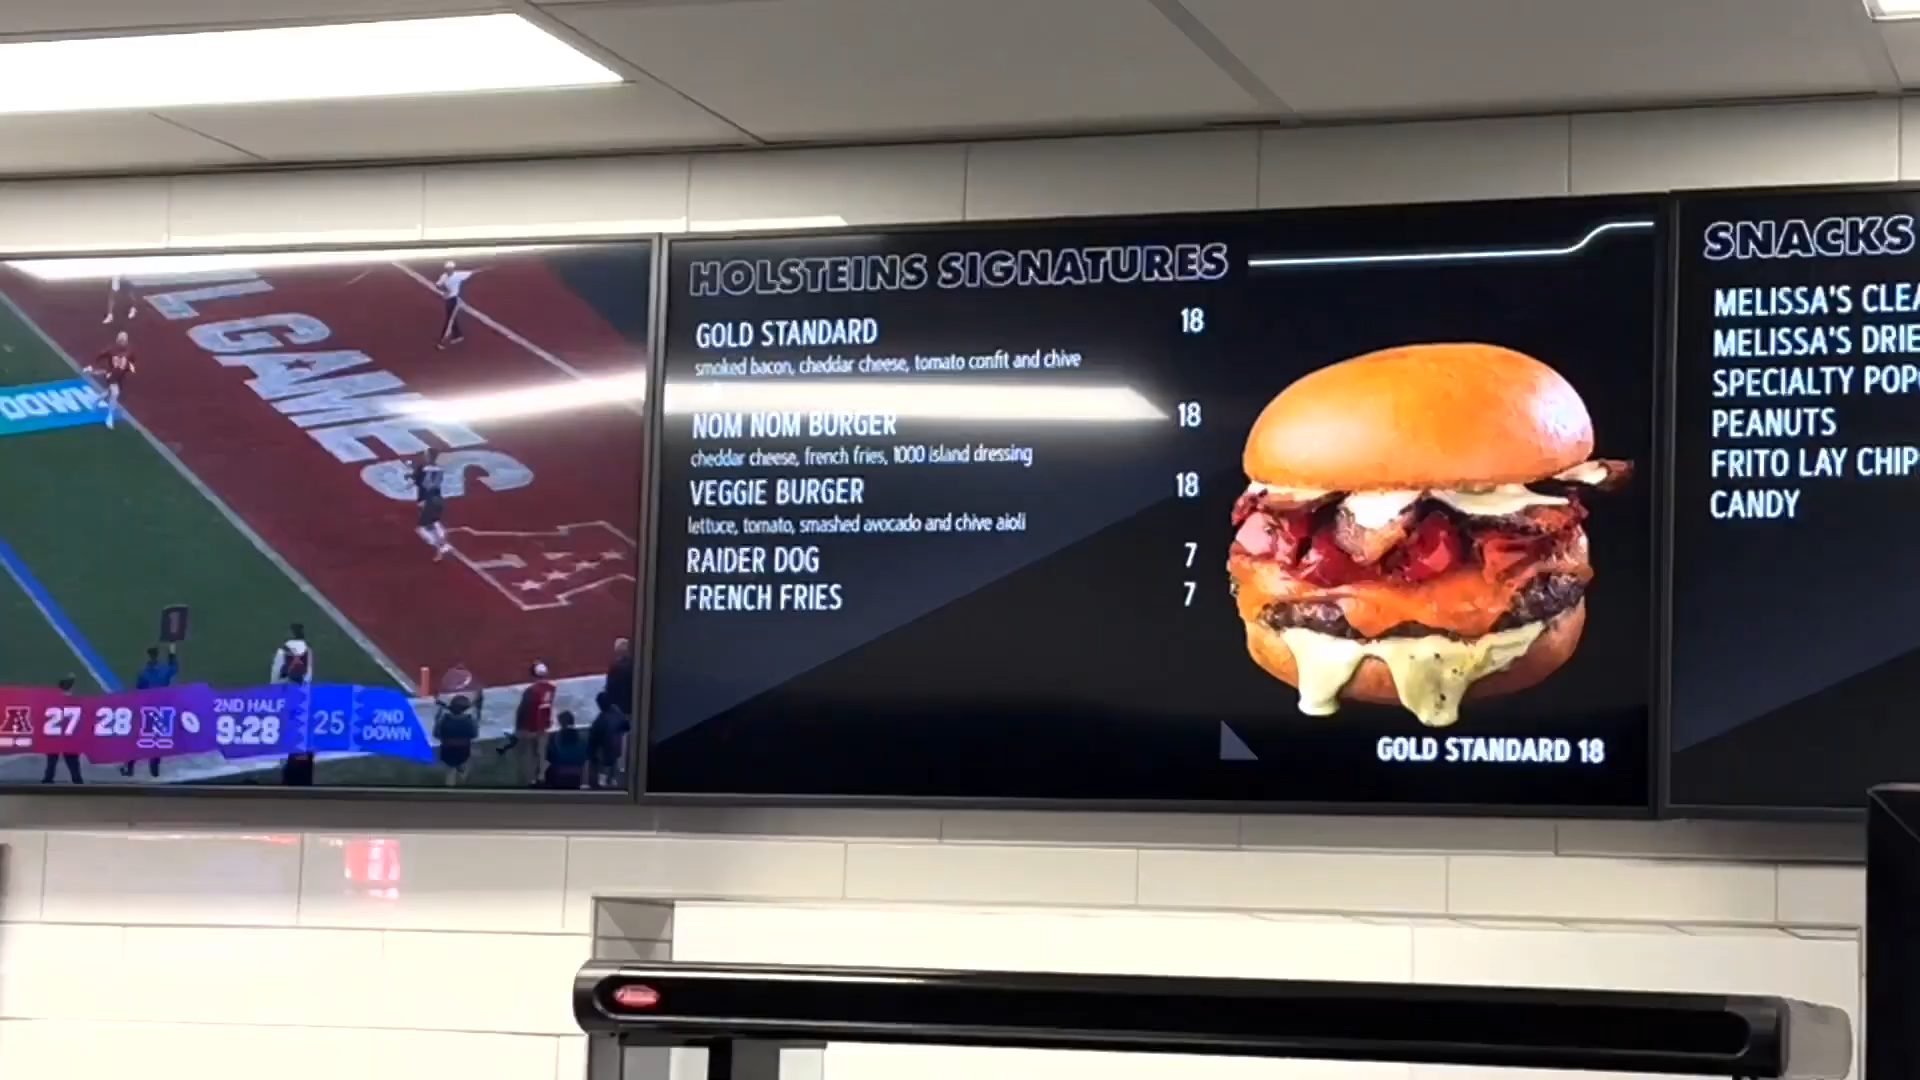 L GAMES
DOWN
A 27 28 N 2ND HALF 9:28 25 2ND DOWN
HOLSTEINS SIGNATURES
GOLD STANDARD 18
smoked bacon, cheddar cheese, tomato confit and chive
NOM NOM BURGER 18
cheddar cheese, french fries, 1000 island dressing
VEGGIE BURGER 18
lettuce, tomato, smashed avocado and chive aioli
RAIDER DOG 7
FRENCH FRIES 7
GOLD STANDARD 18
SNACKS
MELISSA'S CLEA
MELISSA'S DRIE
SPECIALTY POP
PEANUTS
FRITO LAY CHIP
CANDY